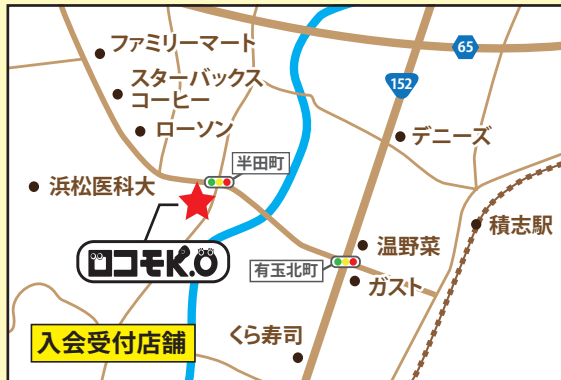 ファミリーマート
65
スターバックス
コーヒー
152
ローソン
デニーズ
半田町
浜松医科大
積志駅
ロコモK.O
温野菜
有玉北町
ガスト
入会受付店舗
くら寿司